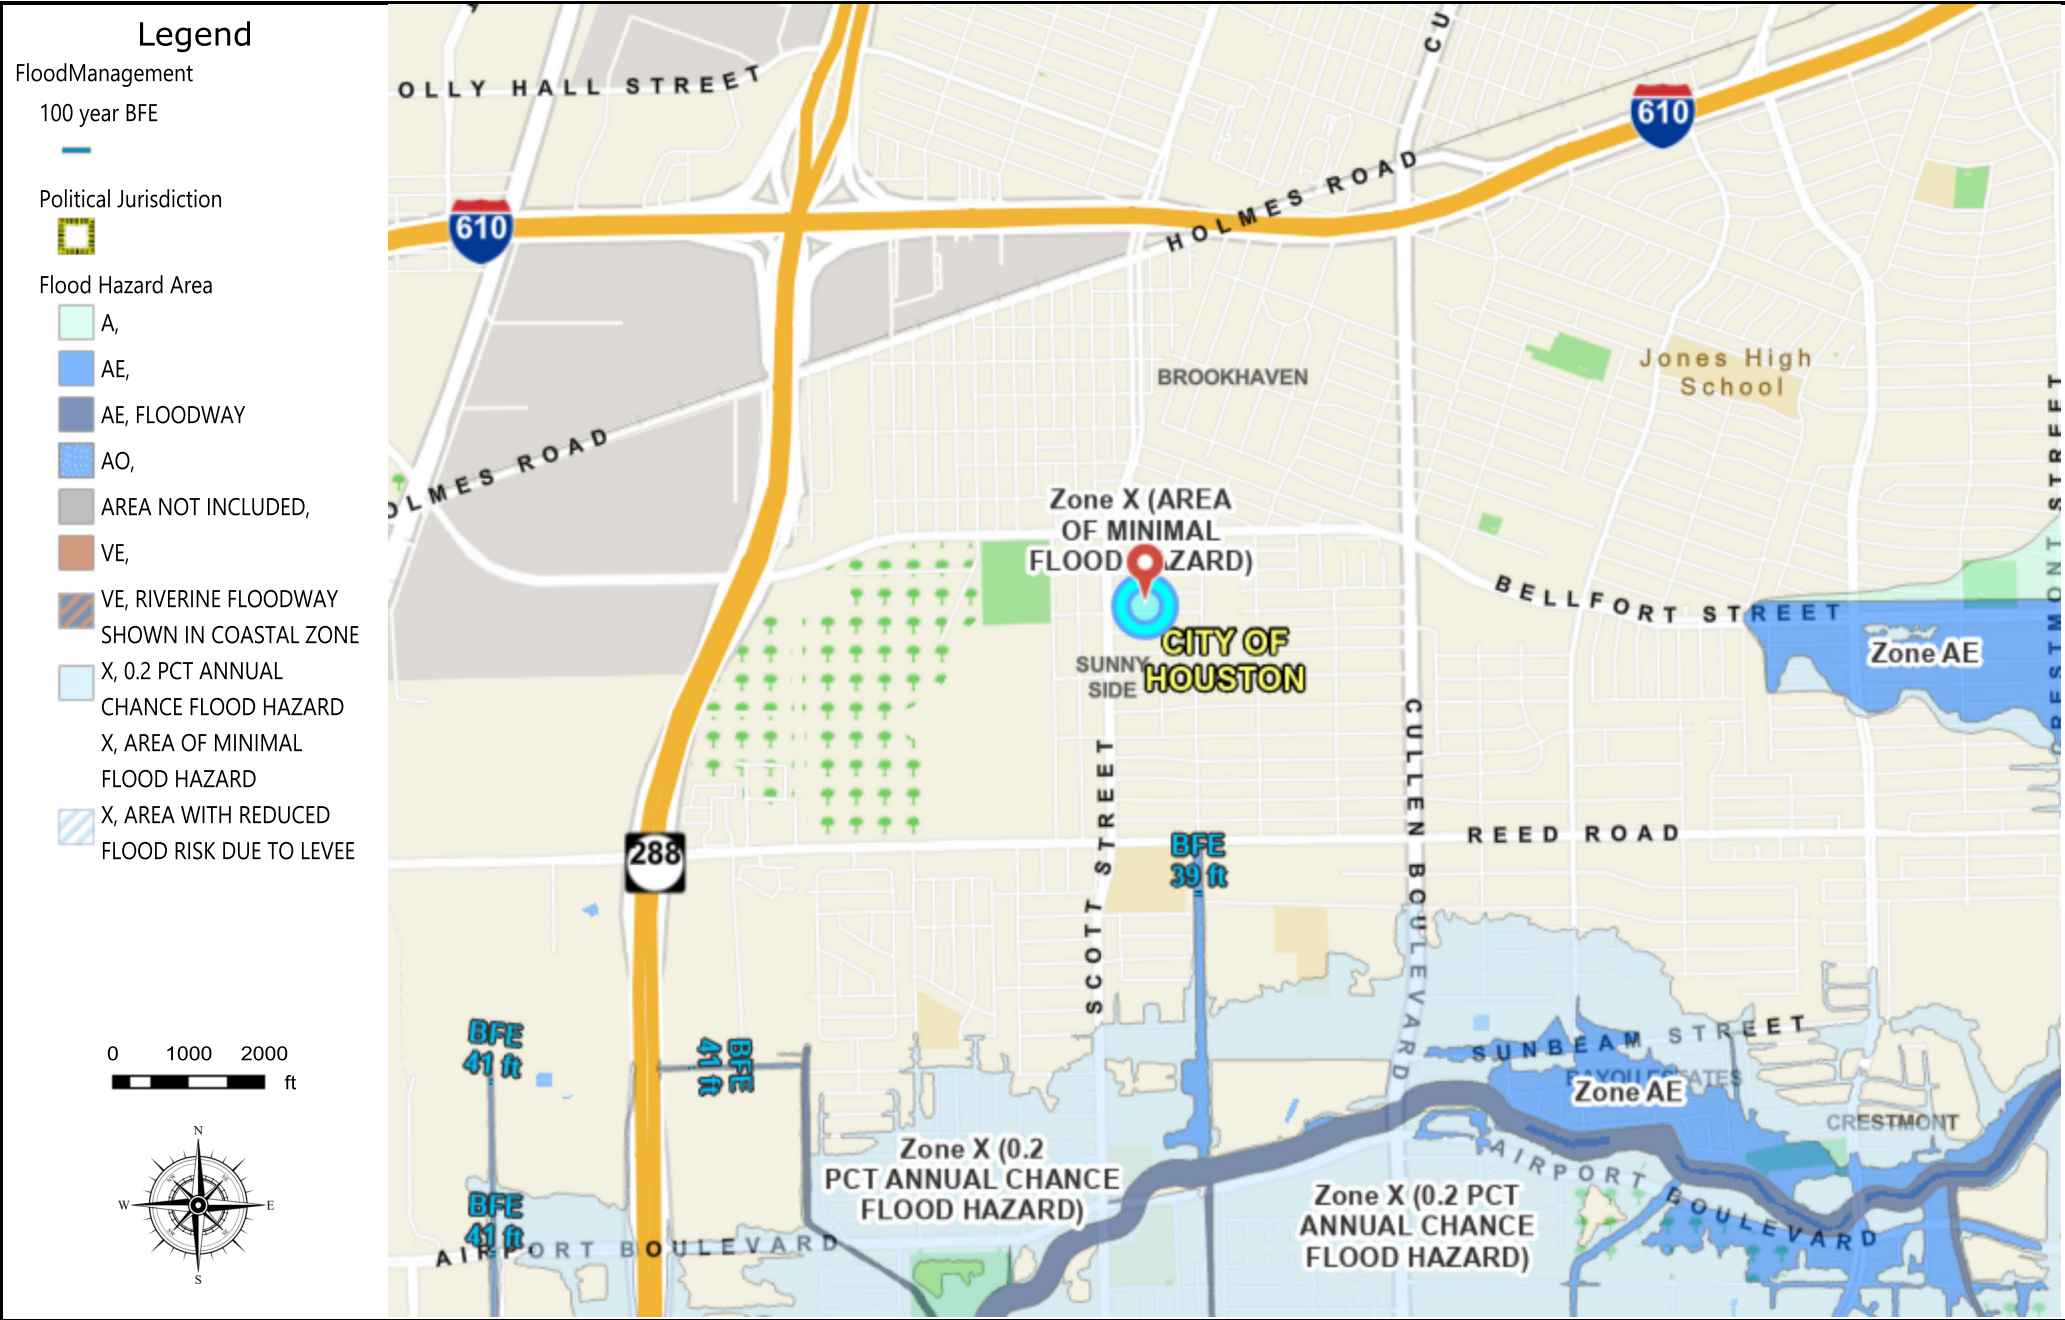 Legend
FloodManagement
100 year BFE
Political Jurisdiction
Flood Hazard Area
A,
AE,
AE, FLOODWAY
AO,
AREA NOT INCLUDED,
VE,
VE, RIVERINE FLOODWAY
SHOWN IN COASTAL ZONE
X, 0.2 PCT ANNUAL
CHANCE FLOOD HAZARD
X, AREA OF MINIMAL
FLOOD HAZARD
X, AREA WITH REDUCED
FLOOD RISK DUE TO LEVEE
0 1000 2000
ft
N
W E
S
OLLY HALL STREET
CU
610
610
HOLMES ROAD
BROOKHAVEN
Jones High
School
OLMES ROAD
STREET
Zone X (AREA
OF MINIMAL
FLOOD AZARD)
BELLFORT STREET
CITY OF
HOUSTON
SUNNY
SIDE
Zone AE
CRESTMONT
CULLEN BOULEVARD
SCOTT STREET
REED ROAD
288
BFE
39 ft
BFE
41 ft
BFE
41 ft
SUNBEAM STREET
BAYOU ESTATES
Zone AE
CRESTMONT
Zone X (0.2
PCT ANNUAL CHANCE
FLOOD HAZARD)
Zone X (0.2 PCT
ANNUAL CHANCE
FLOOD HAZARD)
AIRPORT BOULEVARD
BFE
41 ft
AIRPORT BOULEVARD